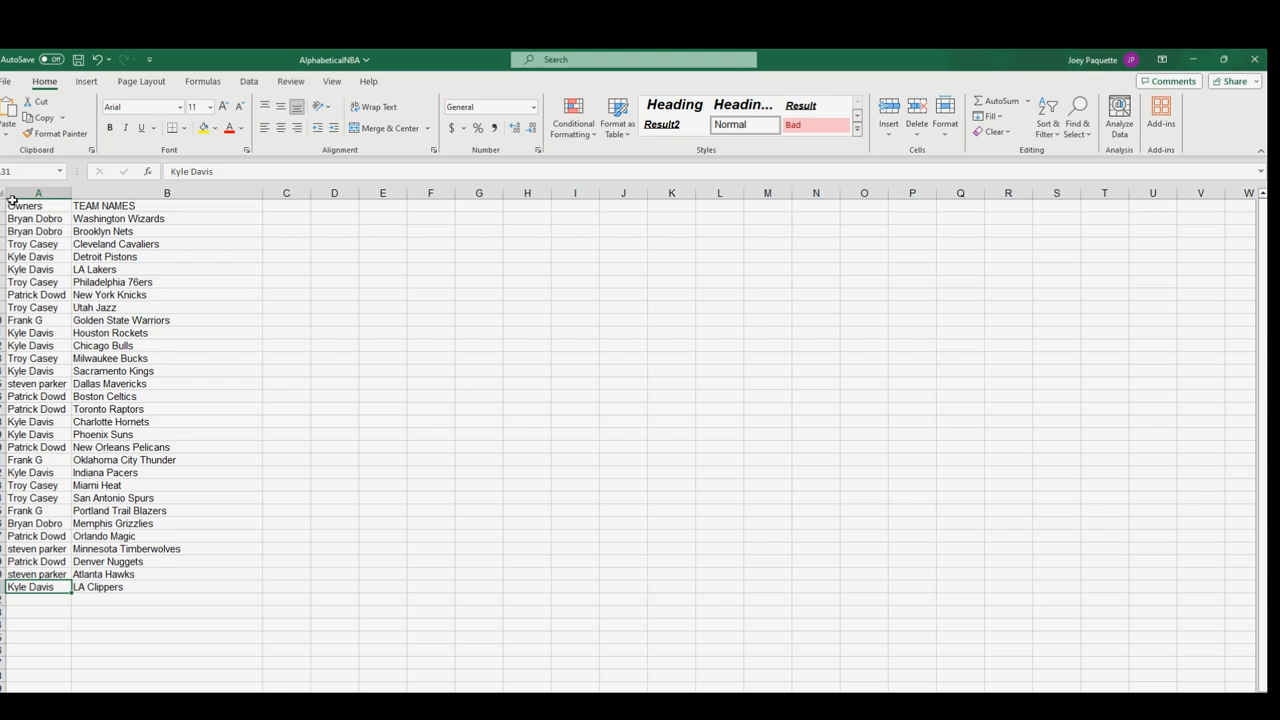 AutoSave Off AlphabeticalNBA Search Joey Paquette JP
File Home Insert Page Layout Formulas Data Review View Help Comments Share
Cut Arial 11 Wrap Text General Heading Headin... Result AutoSum
Copy Fill
Paste Format Painter Merge & Center Conditional Formatting Format as Table Result2 Normal Bad Insert Delete Format Clear Sort & Filter Find & Select Analyze Data Add-ins
Clipboard Font Alignment Number Styles Cells Editing Add-ins
31 fx Kyle Davis
A B C D E F G H I J K L M N O P Q R S T U V W
Owners TEAM NAMES
Bryan Dobro Washington Wizards
Bryan Dobro Brooklyn Nets
Troy Casey Cleveland Cavaliers
Kyle Davis Detroit Pistons
Kyle Davis LA Lakers
Troy Casey Philadelphia 76ers
Patrick Dowd New York Knicks
Troy Casey Utah Jazz
Frank G Golden State Warriors
Kyle Davis Houston Rockets
Kyle Davis Chicago Bulls
Troy Casey Milwaukee Bucks
Kyle Davis Sacramento Kings
steven parker Dallas Mavericks
Patrick Dowd Boston Celtics
Patrick Dowd Toronto Raptors
Kyle Davis Charlotte Hornets
Kyle Davis Phoenix Suns
Patrick Dowd New Orleans Pelicans
Frank G Oklahoma City Thunder
Kyle Davis Indiana Pacers
Troy Casey Miami Heat
Troy Casey San Antonio Spurs
Frank G Portland Trail Blazers
Bryan Dobro Memphis Grizzlies
Patrick Dowd Orlando Magic
steven parker Minnesota Timberwolves
Patrick Dowd Denver Nuggets
steven parker Atlanta Hawks
Kyle Davis LA Clippers